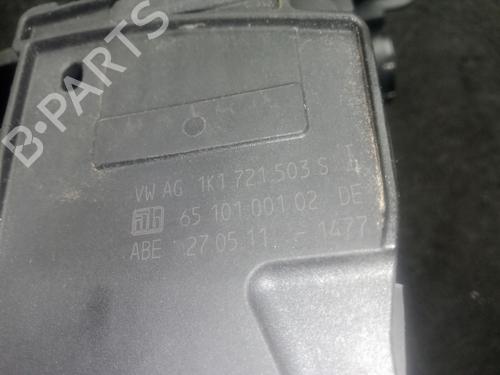 B-PARTS
VW AG 1K1 721 503 S
65 101 001 02 DE
ABE 27 05 11 - 1477